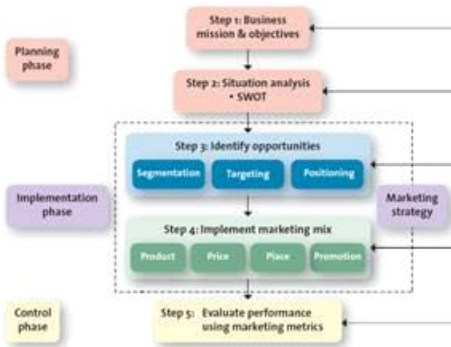 Step 1: Business
mission & objectives
Planning
phase
Step 2: Situation analysis
• SWOT
Step 3: Identify opportunities
Segmentation
Targeting
Positioning
Implementation
phase
Marketing
strategy
Step 4: Implement marketing mix
Product
Price
Place
Promotion
Control
phase
Step 5: Evaluate performance
using marketing metrics